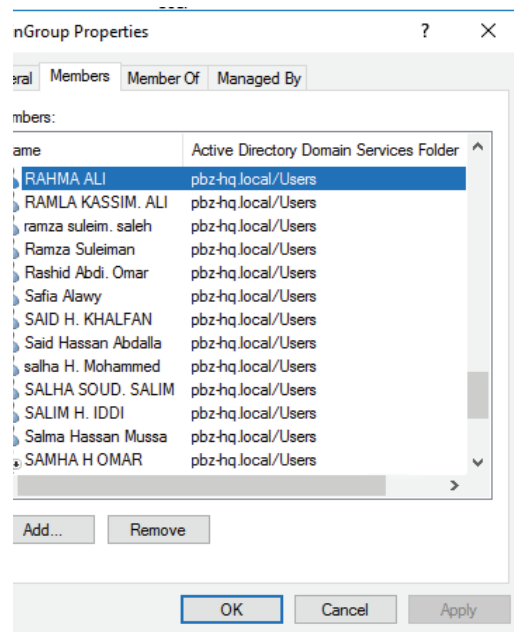 nGroup Properties ? ×
eral Members Member Of Managed By
mbers:
ame Active Directory Domain Services Folder
RAHMA ALI pbz-hq.local/Users
RAMLA KASSIM. ALI pbz-hq.local/Users
ramza suleim. saleh pbz-hq.local/Users
Ramza Suleiman pbz-hq.local/Users
Rashid Abdi. Omar pbz-hq.local/Users
Safia Alawy pbz-hq.local/Users
SAID H. KHALFAN pbz-hq.local/Users
Said Hassan Abdalla pbz-hq.local/Users
salha H. Mohammed pbz-hq.local/Users
SALHA SOUD. SALIM pbz-hq.local/Users
SALIM H. IDDI pbz-hq.local/Users
Salma Hassan Mussa pbz-hq.local/Users
SAMHA H OMAR pbz-hq.local/Users
Add... Remove
OK Cancel Apply